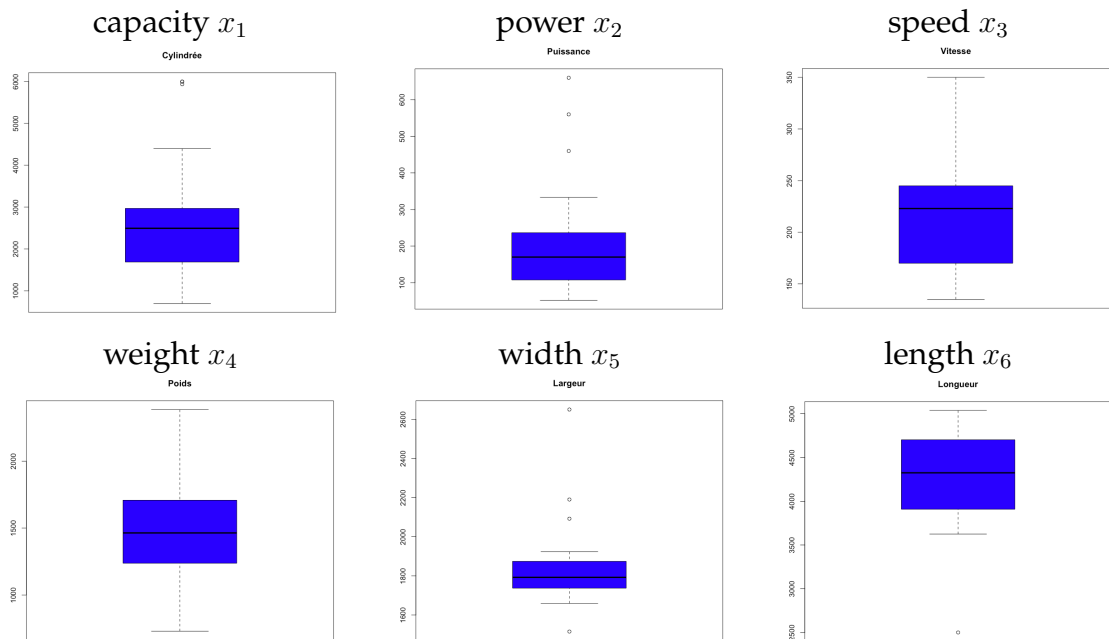 capacity x₁
power x₂
speed x₃
Cylindrée
Puissance
Vitesse
6000
5000
4000
3000
2000
1000
600
500
400
300
200
100
350
300
250
200
150
weight x₄
width x₅
length x₆
Poids
Largeur
Longueur
2000
1500
1000
2600
2400
2200
2000
1800
1600
5000
4500
4000
3500
3000
2500